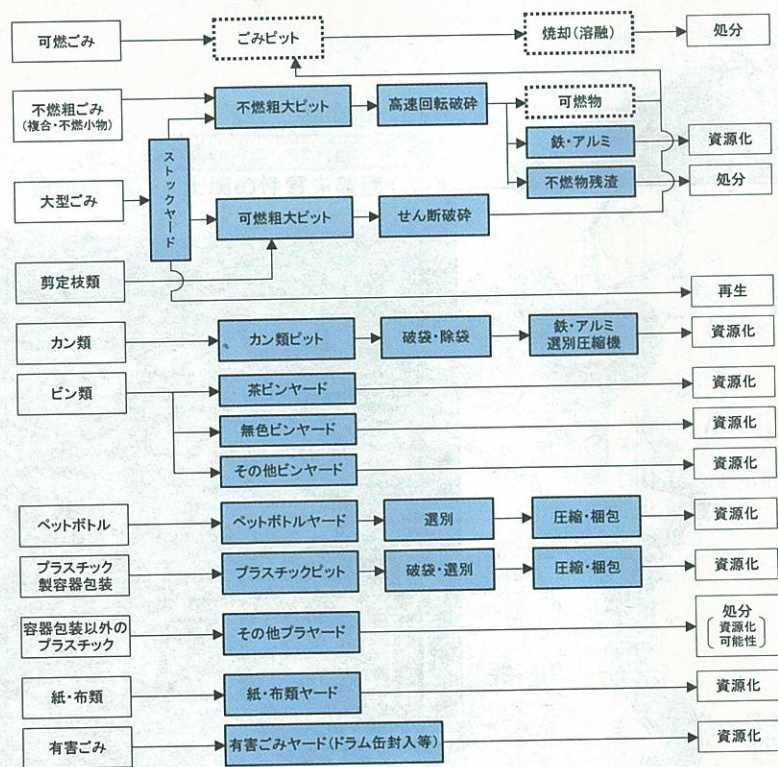 可燃ごみ
ごみピット
焼却(溶融)
処分
不燃粗ごみ
(複合・不燃小物)
不燃粗大ピット
高速回転破砕
可燃物
鉄・アルミ
資源化
不燃物残渣
処分
ストックヤード
大型ごみ
可燃粗大ピット
せん断破砕
剪定枝類
再生
カン類
カン類ピット
破袋・除袋
鉄・アルミ
選別圧縮機
資源化
ビン類
茶ビンヤード
資源化
無色ビンヤード
資源化
その他ビンヤード
資源化
ペットボトル
ペットボトルヤード
選別
圧縮・梱包
資源化
プラスチック
製容器包装
プラスチックピット
破袋・選別
圧縮・梱包
資源化
容器包装以外の
プラスチック
その他プラヤード
処分
資源化
可能性
紙・布類
紙・布類ヤード
資源化
有害ごみ
有害ごみヤード(ドラム缶封入等)
資源化